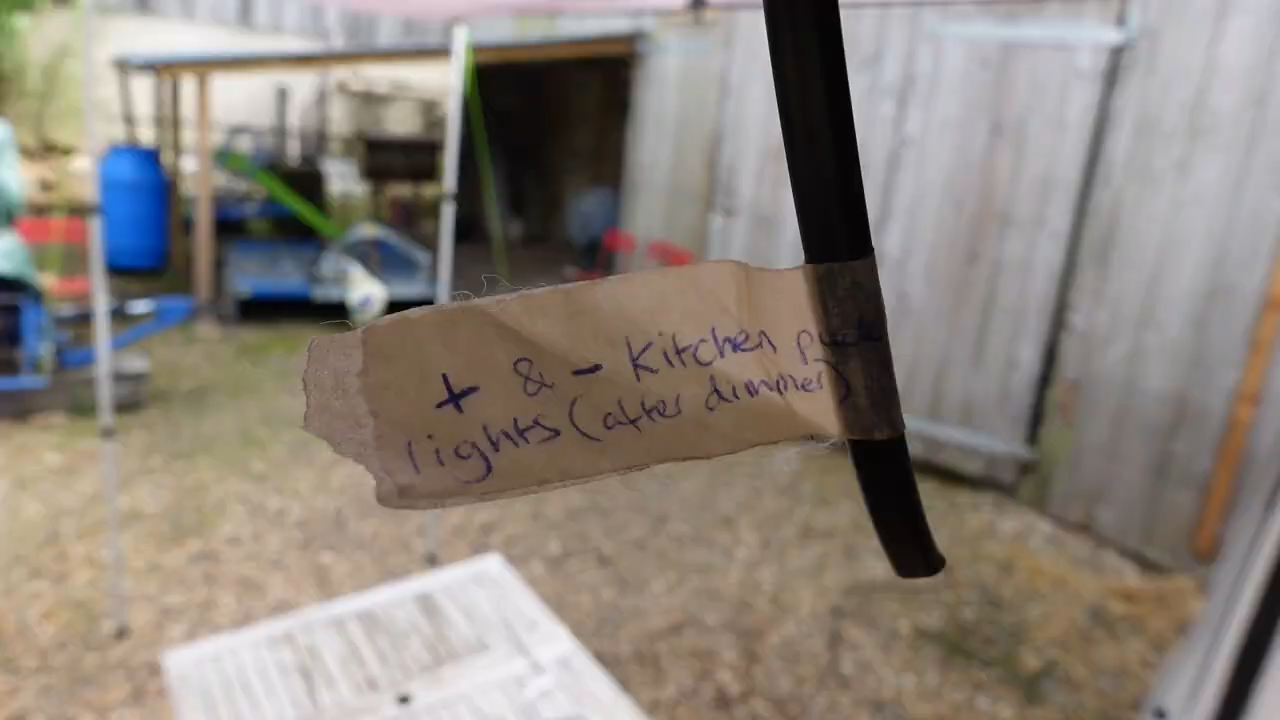 + & - Kitchen
lights (after dimmer)